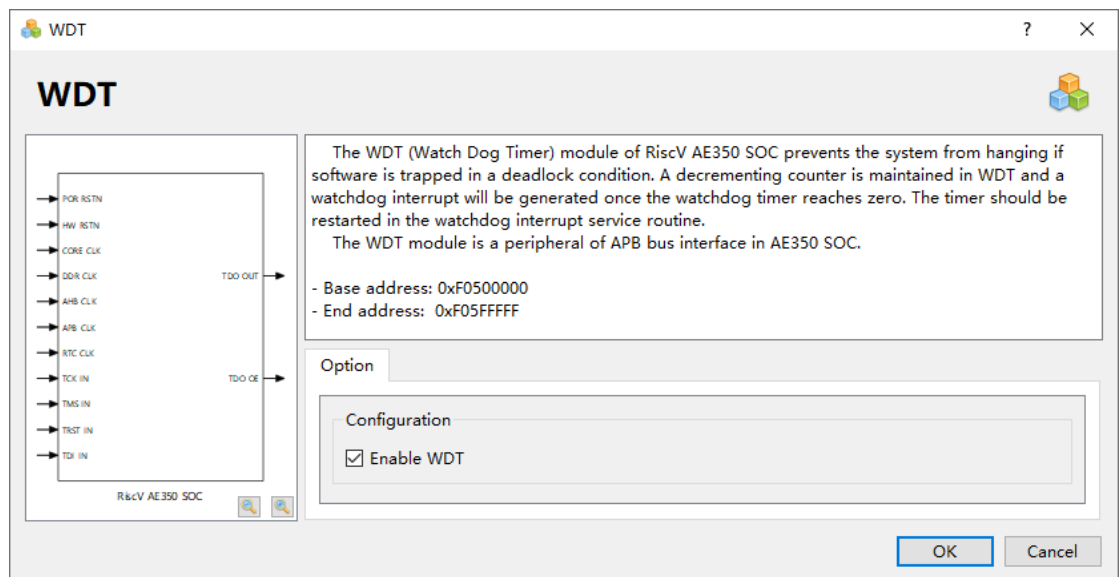 WDT
?
WDT
POR RSTN
HW RSTN
CORE CLK
DDR CLK
TDO OUT
AHB CLK
APB CLK
RTC CLK
TCK IN
TDO OE
TMS IN
TRST IN
TDI IN
RiscV AE350 SOC
The WDT (Watch Dog Timer) module of RiscV AE350 SOC prevents the system from hanging if
software is trapped in a deadlock condition. A decrementing counter is maintained in WDT and a
watchdog interrupt will be generated once the watchdog timer reaches zero. The timer should be
restarted in the watchdog interrupt service routine.
The WDT module is a peripheral of APB bus interface in AE350 SOC.
- Base address: 0xF0500000
- End address: 0xF05FFFFF
Option
Configuration
Enable WDT
OK
Cancel